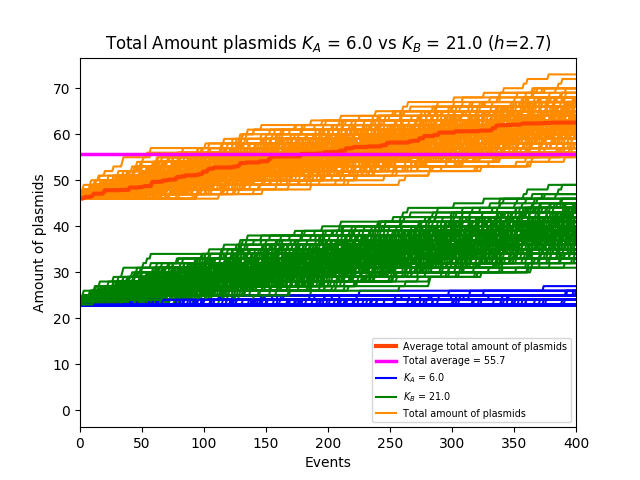 Total Amount plasmids K_A = 6.0 vs K_B = 21.0 (h=2.7)
Amount of plasmids
70
60
50
40
30
20
10
0
Average total amount of plasmids
Total average = 55.7
K_A = 6.0
K_B = 21.0
Total amount of plasmids
0 50 100 150 200 250 300 350 400
Events